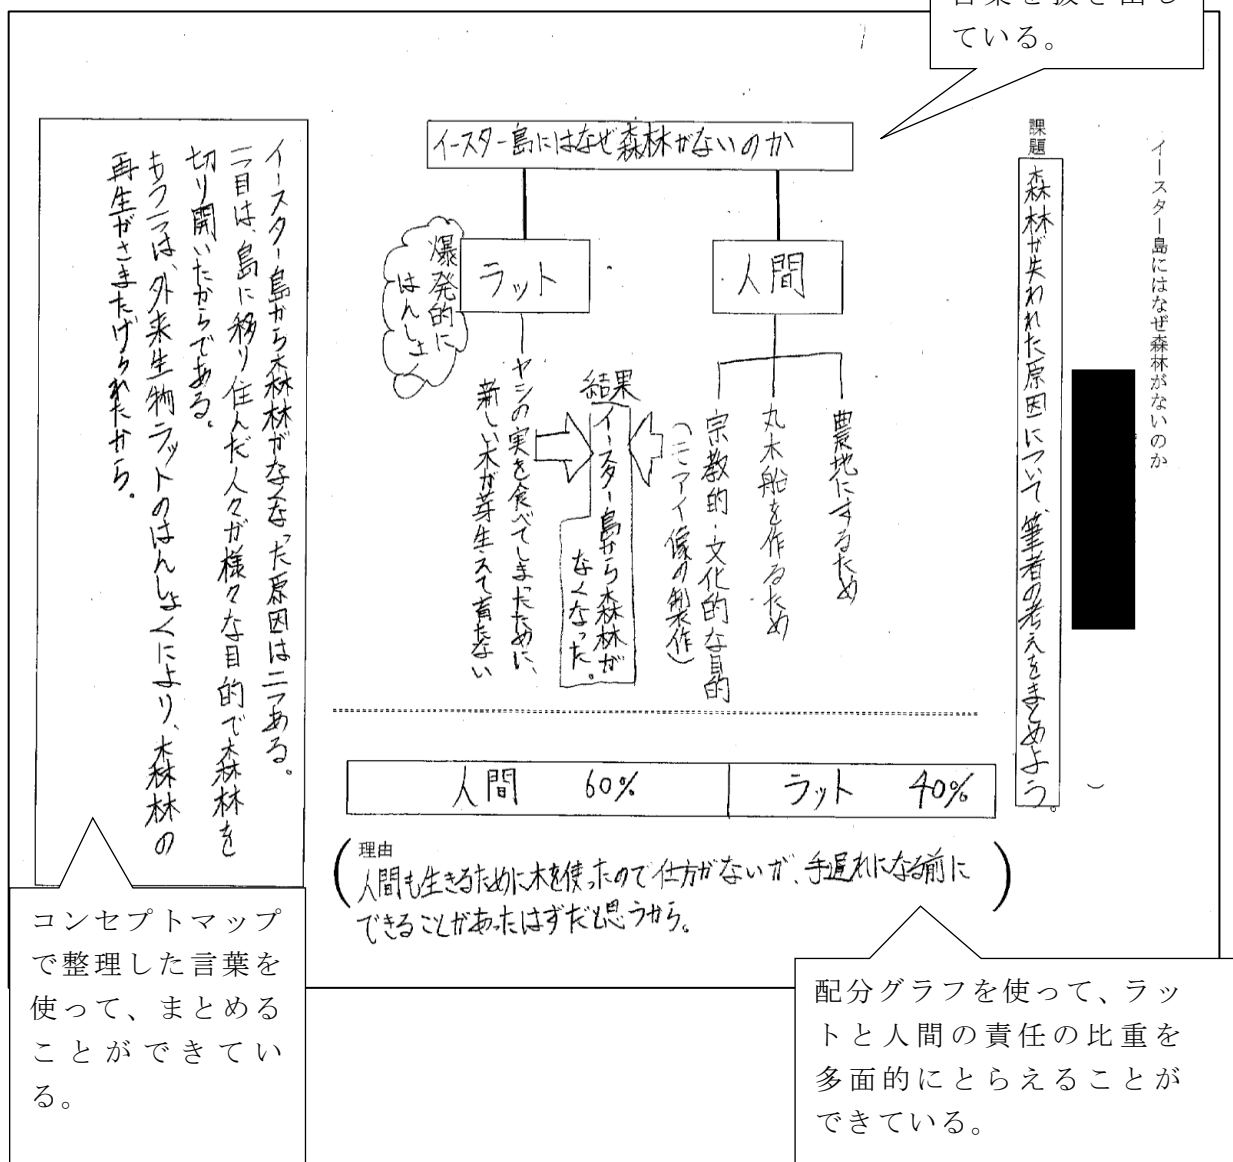 ている。
イースター島にはなぜ森林がないのか
課題
森林が失われた原因について、筆者の考えをまとめよう。
イースター島にはなぜ森林がないのか
人間
農地にするため
丸木船を作るため
宗教的・文化的な目的
(モアイ像の製作)
ラット
爆発的に
はんしょく
ヤシの実を食べてしまったために、
新しい木が芽生えて育たない
結果
イースター島から森林が
なくなった。
人間 60% ラット 40%
理由
人間も生きるために木を使ったので仕方がないが、手遅れになる前に
できることがあったはずだと思うから。
イースター島から森林がなくなった原因は二つある。
一つ目は、島に移り住んだ人々が様々な目的で森林を
切り開いたからである。
もう一つは、外来生物ラットのはんしょくにより、森林の
再生がさまたげられたから。
コンセプトマップ
で整理した言葉を
使って、まとめる
ことができてい
る。
配分グラフを使って、ラッ
トと人間の責任の比重を
多面的にとらえることが
できている。